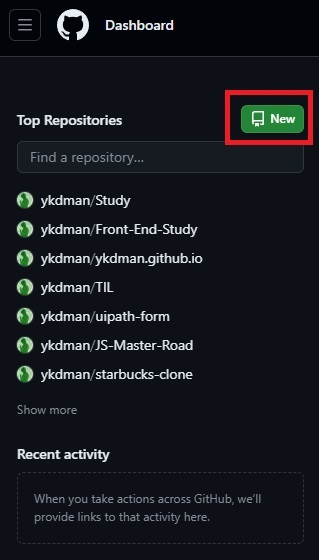 Dashboard
Top Repositories
New
Find a repository...
ykdman/Study
ykdman/Front-End-Study
ykdman/ykdman.github.io
ykdman/TIL
ykdman/uipath-form
ykdman/JS-Master-Road
ykdman/starbucks-clone
Show more
Recent activity
When you take actions across GitHub, we’ll
provide links to that activity here.